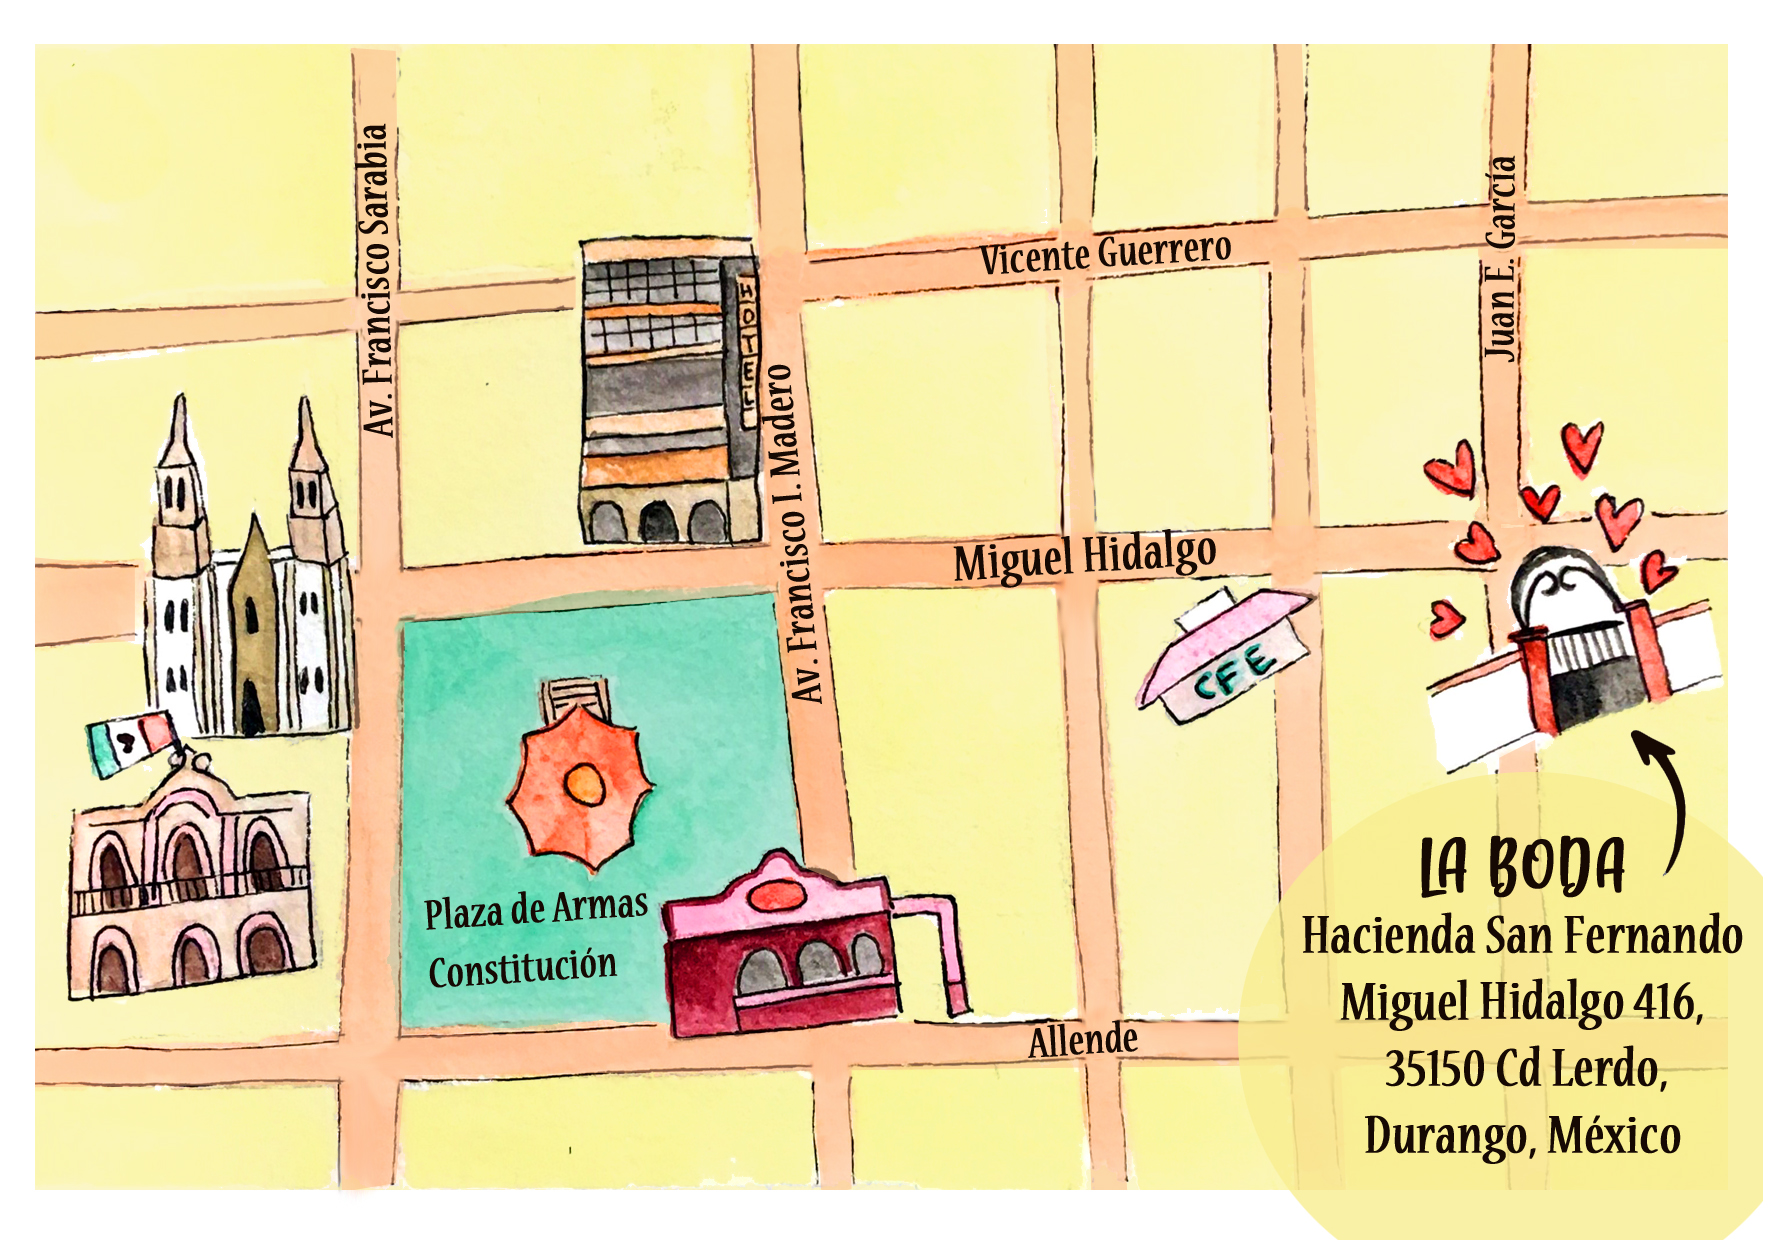 Av. Francisco Sarabia
Vicente Guerrero
Juan E. García
HOTEL
Av. Francisco I. Madero
Miguel Hidalgo
CFE
Plaza de Armas
Constitución
Allende
LA BODA
Hacienda San Fernando
Miguel Hidalgo 416,
35150 Cd Lerdo,
Durango, México